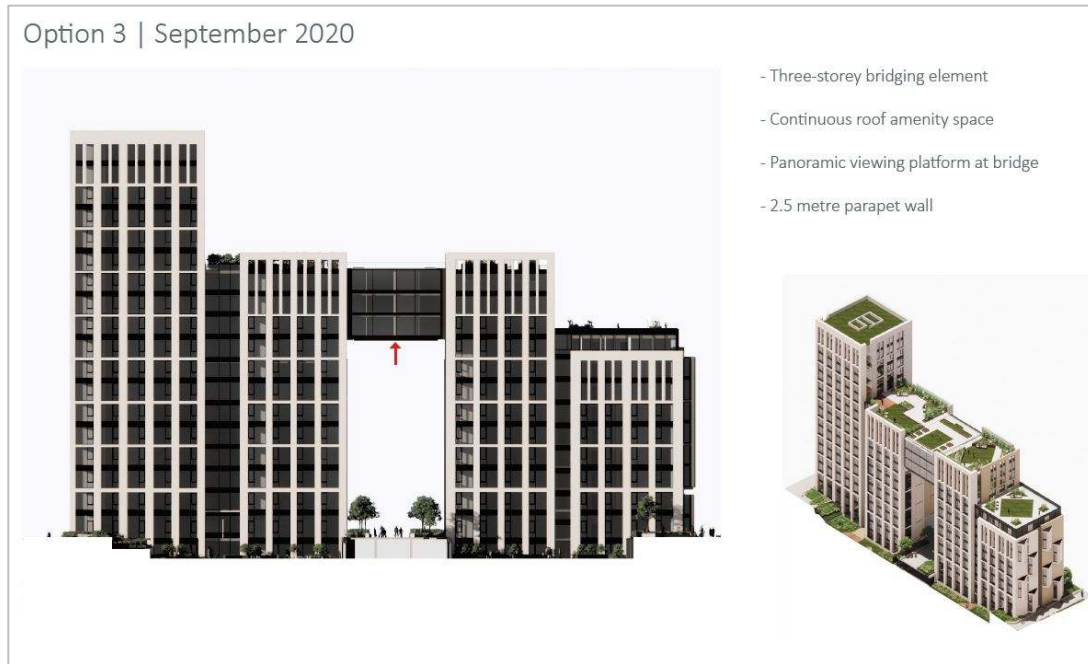 Option 3 | September 2020
- Three-storey bridging element
- Continuous roof amenity space
- Panoramic viewing platform at bridge
- 2.5 metre parapet wall